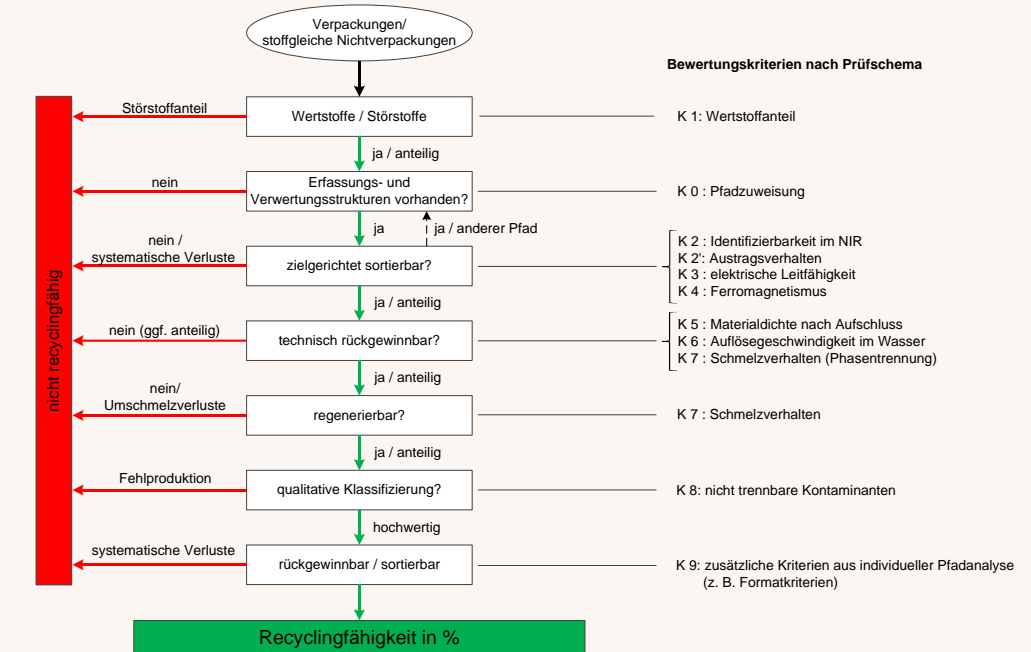 Verpackungen/
stoffgleiche Nichtverpackungen
Bewertungskriterien nach Prüfschema
Störstoffanteil
Wertstoffe / Störstoffe
K 1: Wertstoffanteil
ja / anteilig
nein
Erfassungs- und
Verwertungsstrukturen vorhanden?
K 0 : Pfadzuweisung
ja
ja / anderer Pfad
nein /
systematische Verluste
zielgerichtet sortierbar?
K 2 : Identifizierbarkeit im NIR
K 2': Austragsverhalten
K 3 : elektrische Leitfähigkeit
K 4 : Ferromagnetismus
ja / anteilig
nein (ggf. anteilig)
technisch rückgewinnbar?
K 5 : Materialdichte nach Aufschluss
K 6 : Auflösegeschwindigkeit im Wasser
K 7 : Schmelzverhalten (Phasentrennung)
ja / anteilig
nein/
Umschmelzverluste
regenerierbar?
K 7 : Schmelzverhalten
ja / anteilig
Fehlproduktion
qualitative Klassifizierung?
K 8: nicht trennbare Kontaminanten
hochwertig
systematische Verluste
rückgewinnbar / sortierbar
K 9: zusätzliche Kriterien aus individueller Pfadanalyse
(z. B. Formatkriterien)
nicht recyclingfähig
Recyclingfähigkeit in %